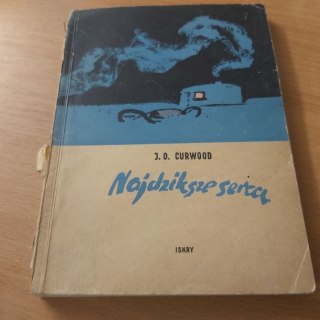 J. O. CURWOOD
Najdziksze serca
ISKRY